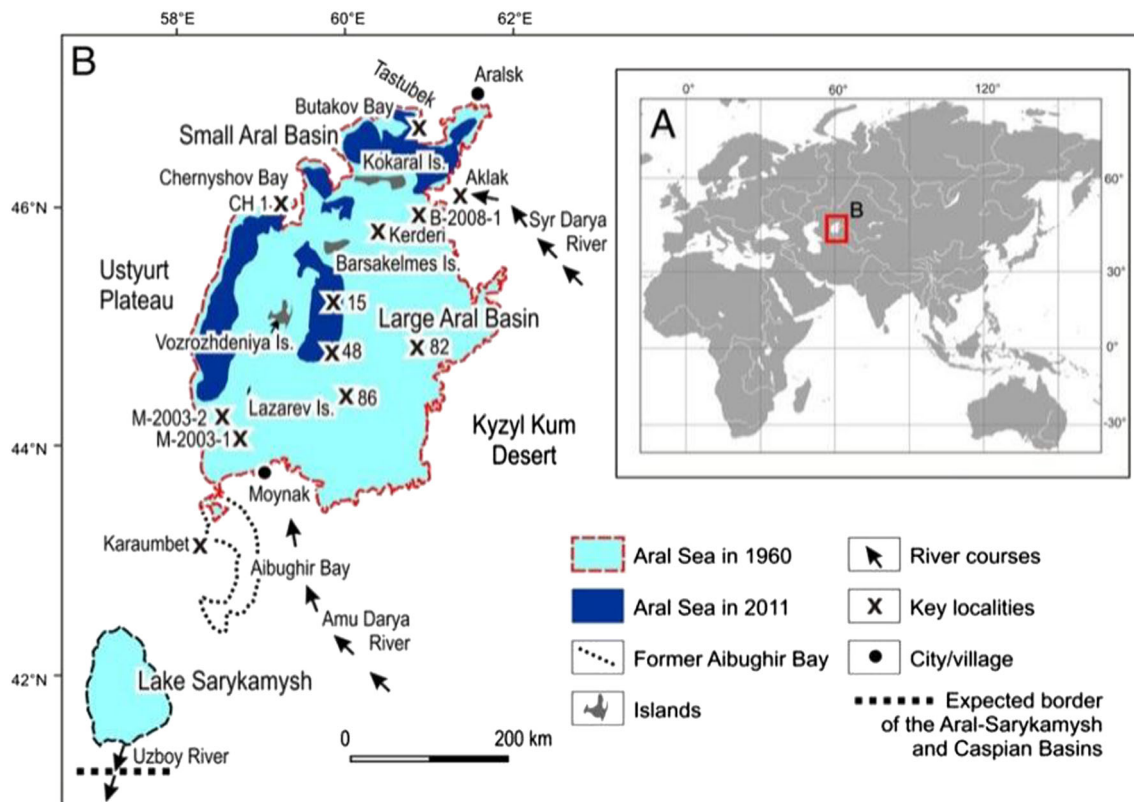 58°E
60°E
62°E
B
Tastubek
Aralsk
Butakov Bay
Small Aral Basin
Kokaral Is.
Chernyshov Bay
Aklak
CH 1
46°N
B-2008-1
Syr Darya
River
Kerderi
Barsakelmes Is.
Ustyurt
Plateau
15
Large Aral Basin
Vozrozhdeniya Is.
48
82
Lazarev Is.
86
M-2003-2
M-2003-1
44°N
Kyzyl Kum
Desert
Moynak
Karaumbet
Aibughir Bay
Amu Darya
River
42°N
Lake Sarykamysh
Uzboy River
0
200 km
0°
60°
120°
A
60°
B
30°
0°
-30°
Aral Sea in 1960
Aral Sea in 2011
Former Aibughir Bay
Islands
River courses
X Key localities
City/village
Expected border
of the Aral-Sarykamysh
and Caspian Basins